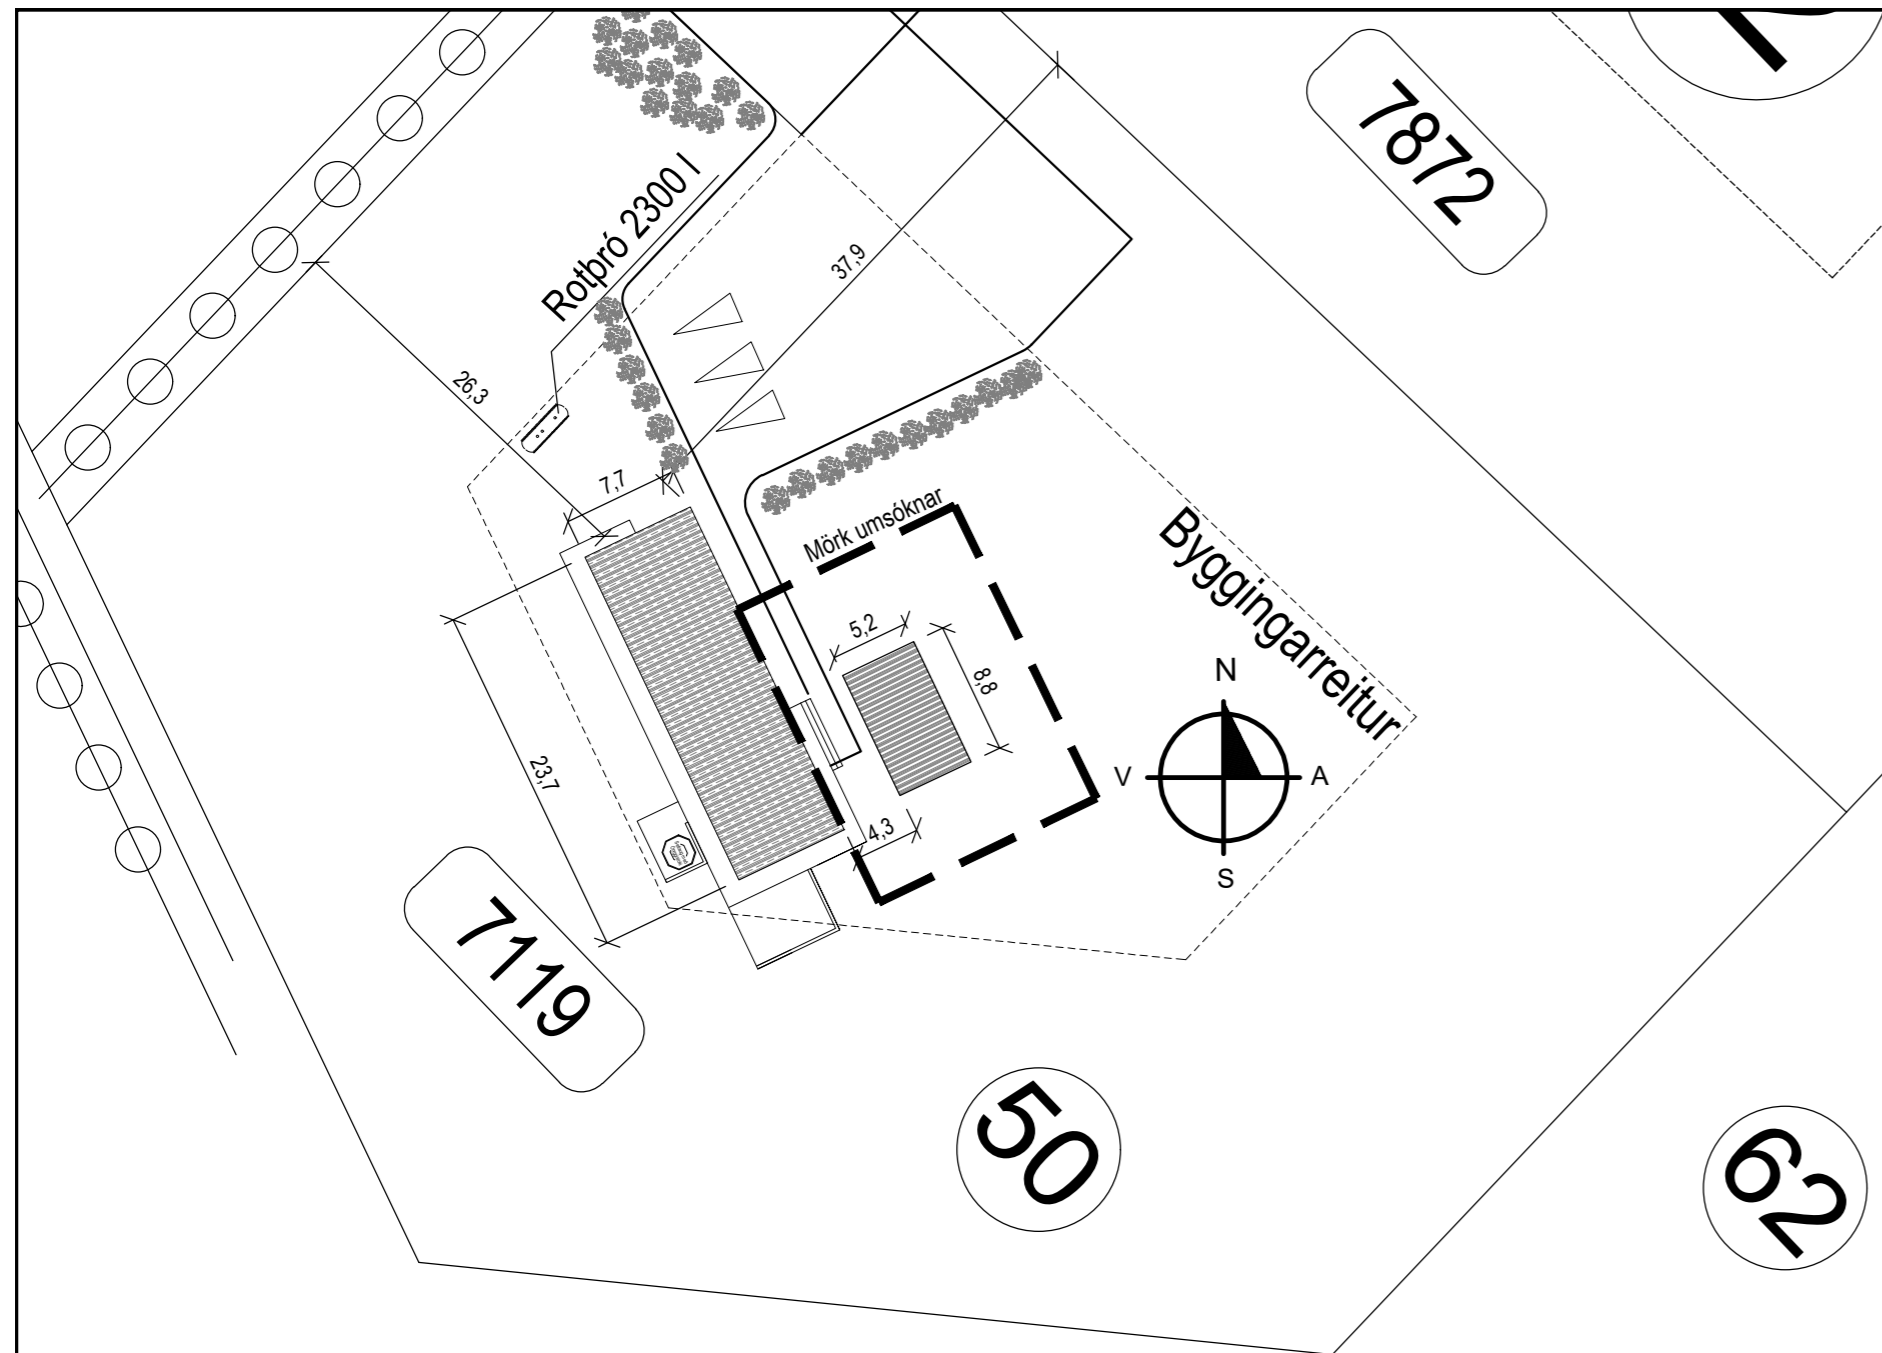 7872
Rotþró 2300 l
37,9
26,3
7,7
Mörk umsóknar
Byggingarreitur
5,2
8,8
N
V
A
S
23,7
4,3
7119
50
62